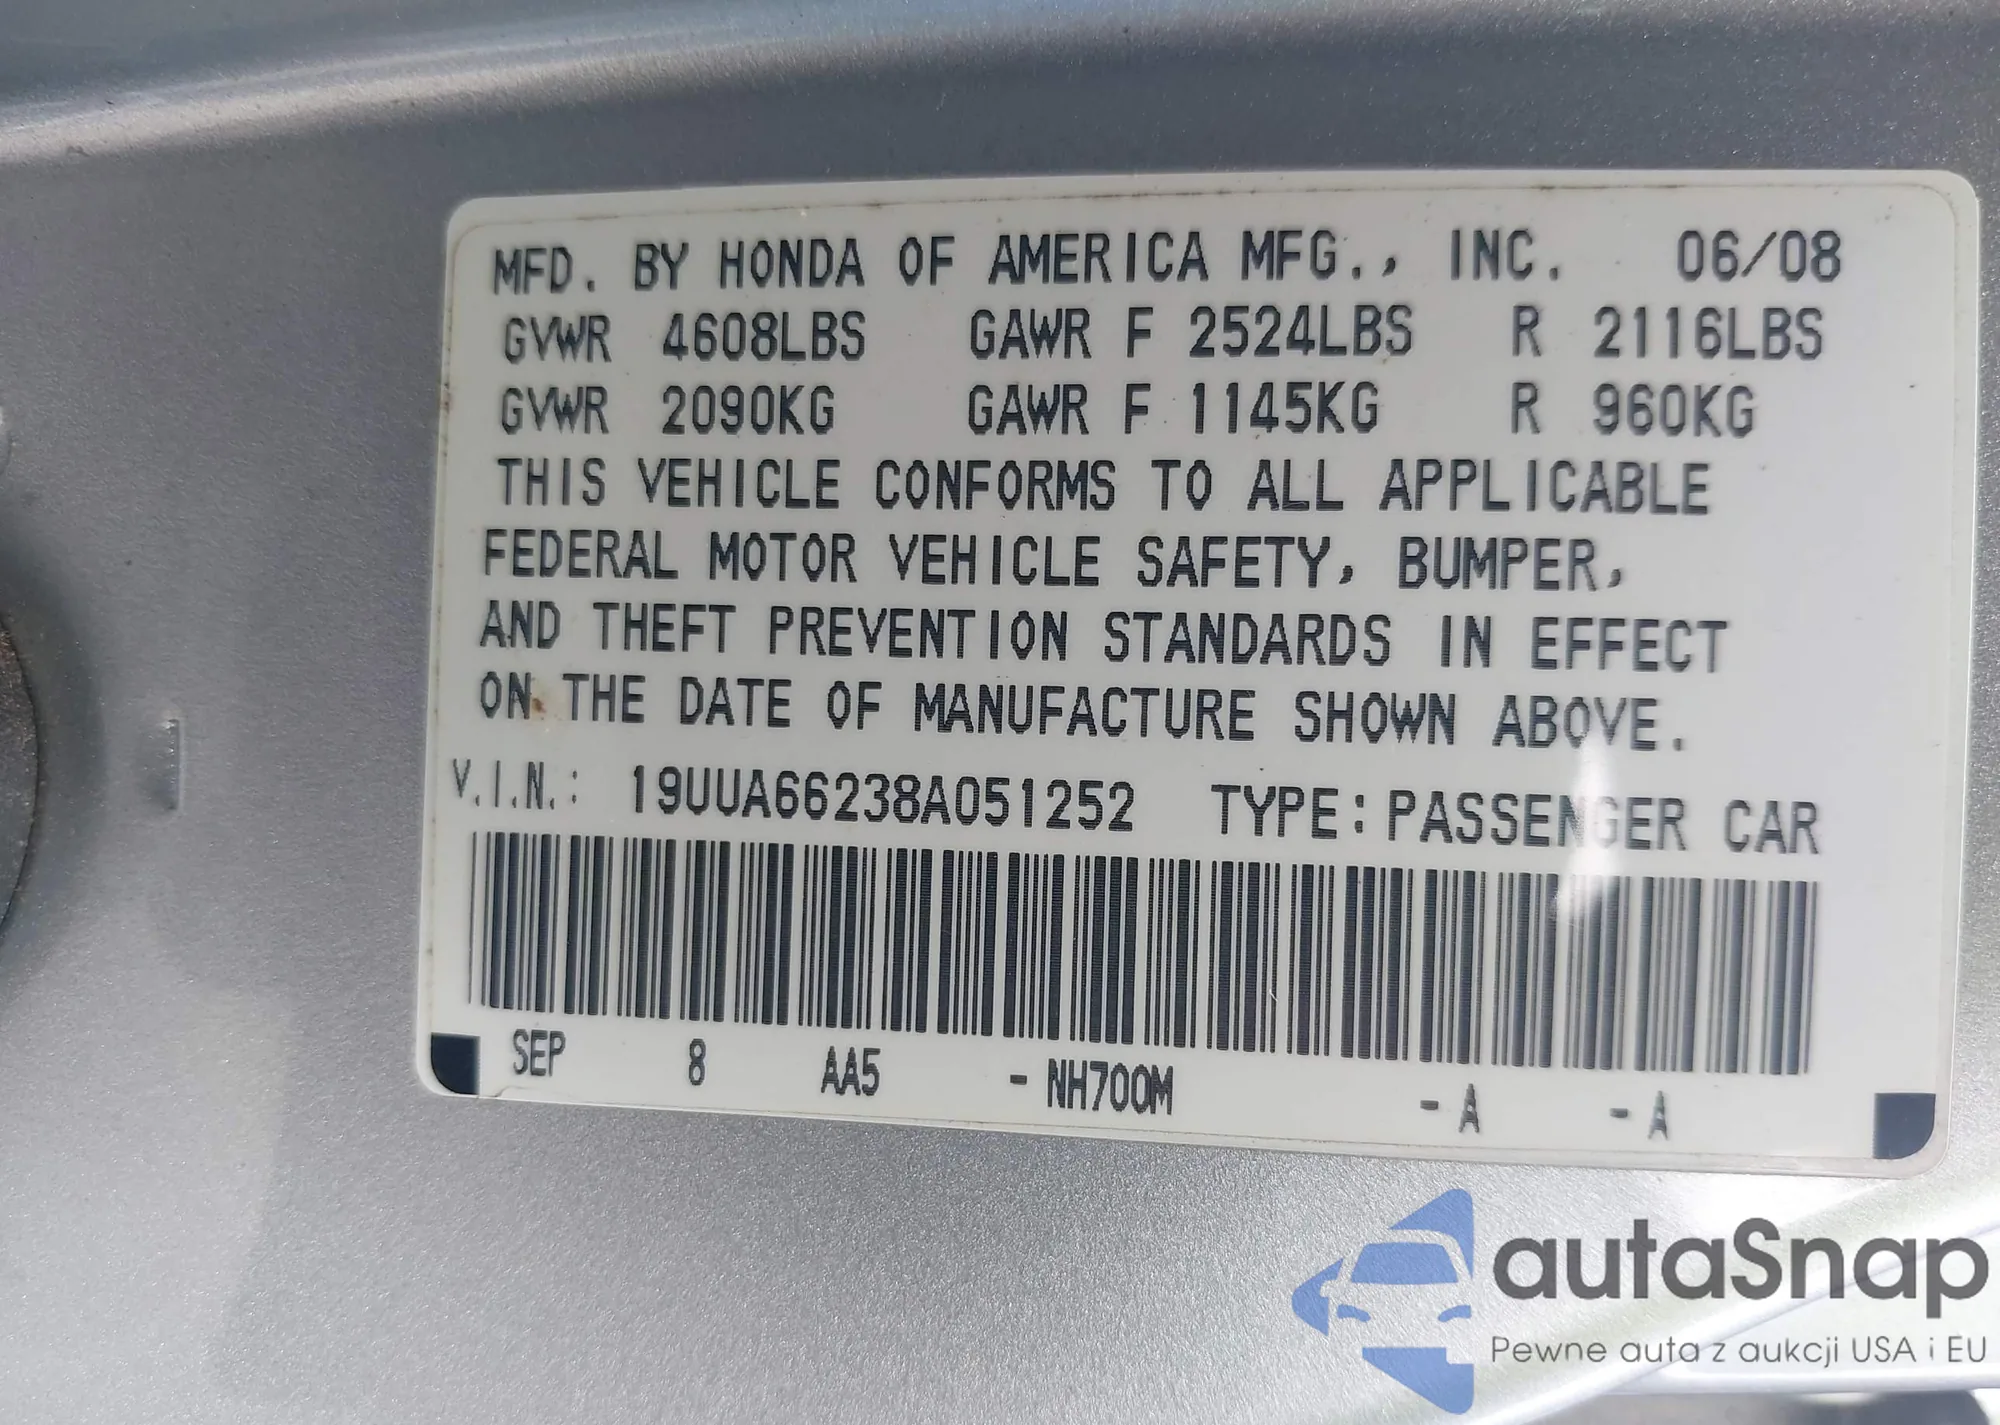 MFD. BY HONDA OF AMERICA MFG., INC. 06/08
GVWR 4608LBS GAWR F 2524LBS R 2116LBS
GVWR 2090KG GAWR F 1145KG R 960KG
THIS VEHICLE CONFORMS TO ALL APPLICABLE
FEDERAL MOTOR VEHICLE SAFETY, BUMPER,
AND THEFT PREVENTION STANDARDS IN EFFECT
ON THE DATE OF MANUFACTURE SHOWN ABOVE.
V.I.N.: 19UUA66238A051252 TYPE: PASSENGER CAR
SEP 8 AA5 - NH700M - A - A
autaSnap
Pewne auta z aukcji USA i EU